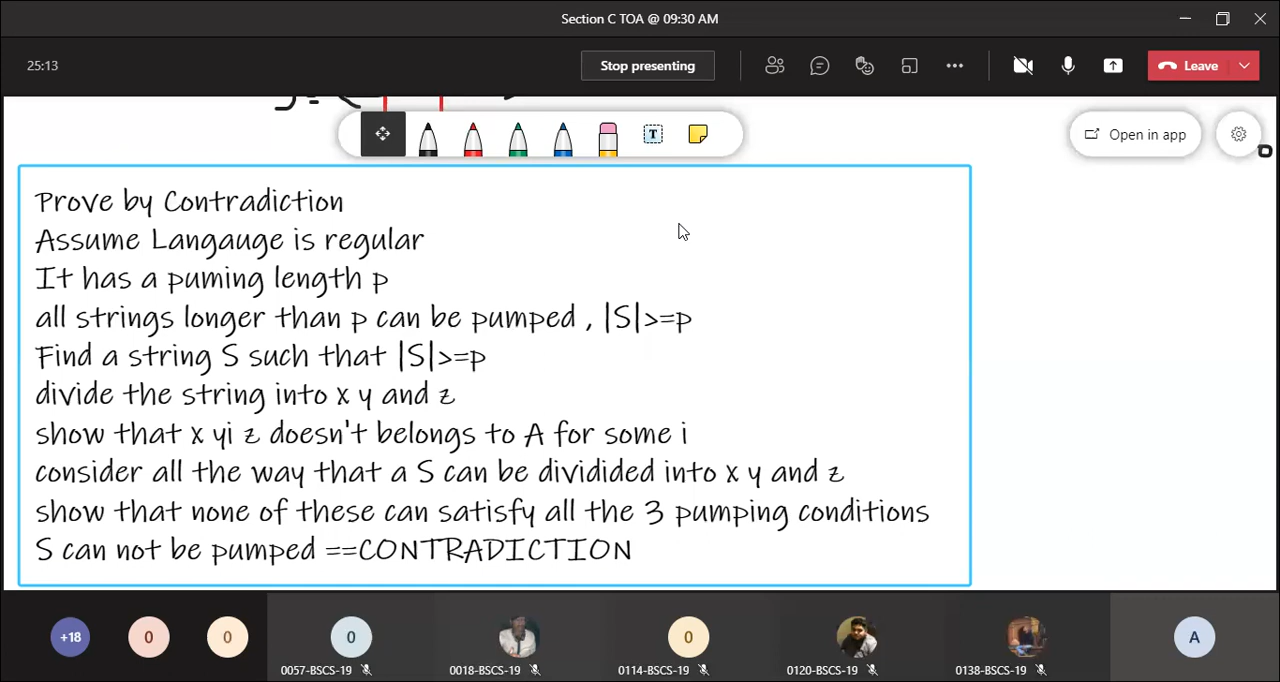 Section C TOA @ 09:30 AM
25:13
Stop presenting
Leave
T
Open in app
Prove by Contradiction
Assume Langauge is regular
It has a puming length p
all strings longer than p can be pumped , |S|>=p
Find a string S such that |S|>=p
divide the string into x y and z
show that x yi z doesn't belongs to A for some i
consider all the way that a S can be dividided into x y and z
show that none of these can satisfy all the 3 pumping conditions
S can not be pumped ==CONTRADICTION
+18
0
0
0
0
A
0057-BSCS-19
0018-BSCS-19
0114-BSCS-19
0120-BSCS-19
0138-BSCS-19